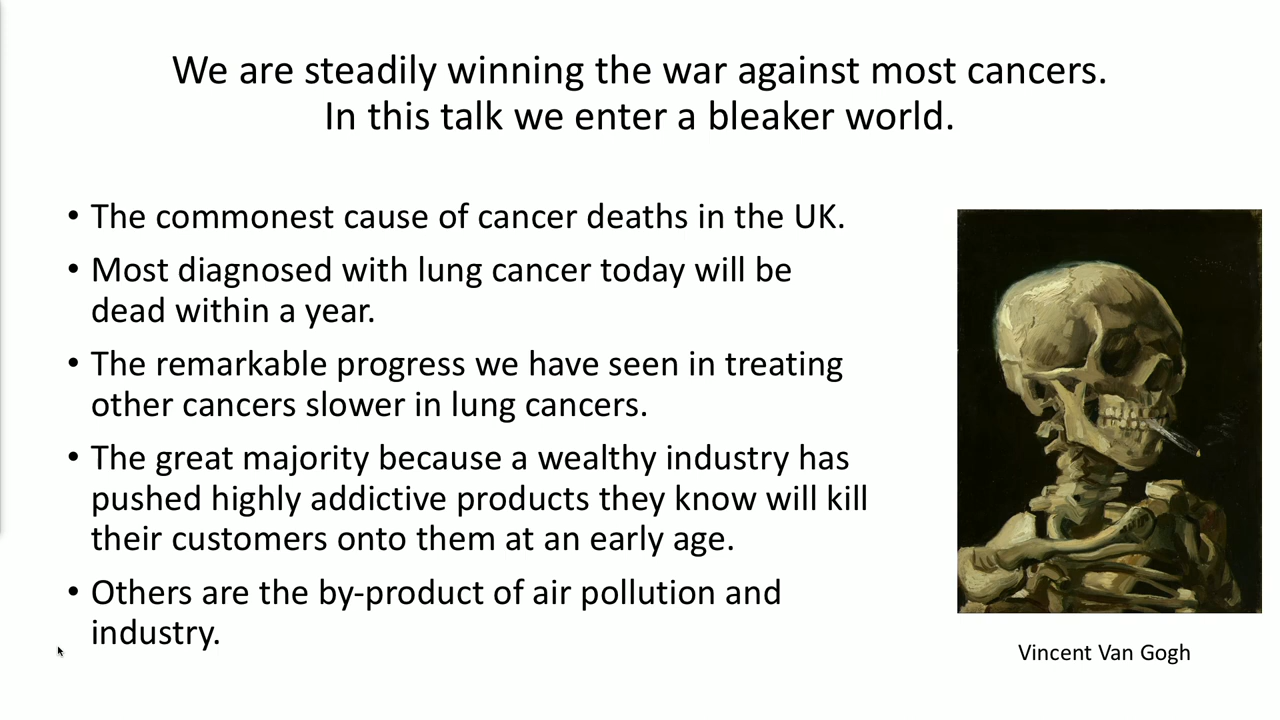 We are steadily winning the war against most cancers.
In this talk we enter a bleaker world.
• The commonest cause of cancer deaths in the UK.
• Most diagnosed with lung cancer today will be
dead within a year.
• The remarkable progress we have seen in treating
other cancers slower in lung cancers.
• The great majority because a wealthy industry has
pushed highly addictive products they know will kill
their customers onto them at an early age.
• Others are the by-product of air pollution and
industry.
Vincent Van Gogh